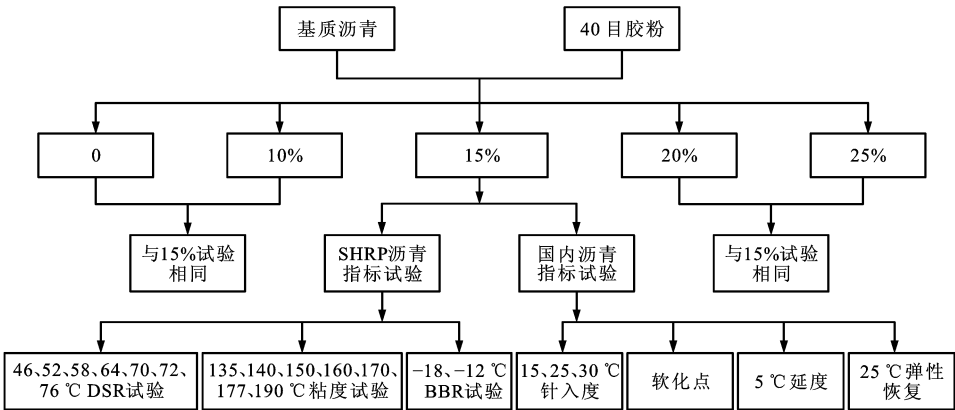 基质沥青
40目胶粉
0
10%
15%
20%
25%
与15%试验
相同
SHRP沥青
指标试验
国内沥青
指标试验
与15%试验
相同
46、52、58、64、70、72、
76 ℃ DSR试验
135、140、150、160、170、
177、190 ℃粘度试验
-18、-12 ℃
BBR试验
15、25、30 ℃
针入度
软化点
5 ℃延度
25 ℃弹性
恢复